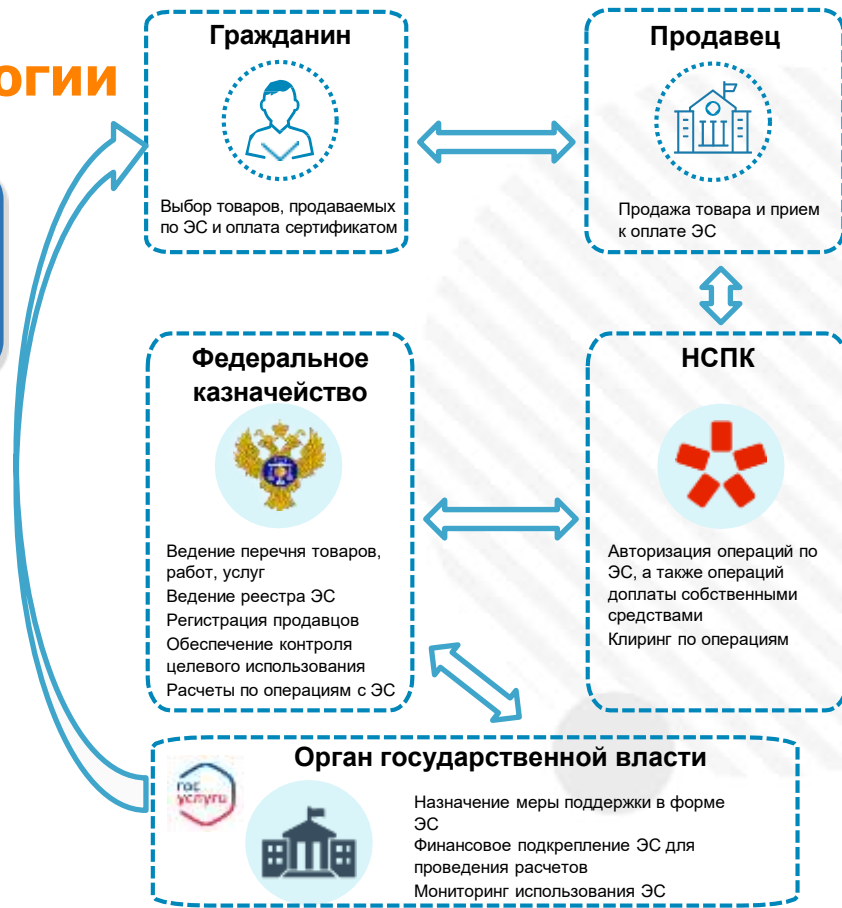 огии
Гражданин
Выбор товаров, продаваемых
по ЭС и оплата сертификатом
Продавец
Продажа товара и прием
к оплате ЭС
Федеральное
казначейство
Ведение перечня товаров,
работ, услуг
Ведение реестра ЭС
Регистрация продавцов
Обеспечение контроля
целевого использования
Расчеты по операциям с ЭС
НСПК
Авторизация операций по
ЭС, а также операций
доплаты собственными
средствами
Клиринг по операциям
Орган государственной власти
гос
услуги
Назначение меры поддержки в форме
ЭС
Финансовое подкрепление ЭС для
проведения расчетов
Мониторинг использования ЭС